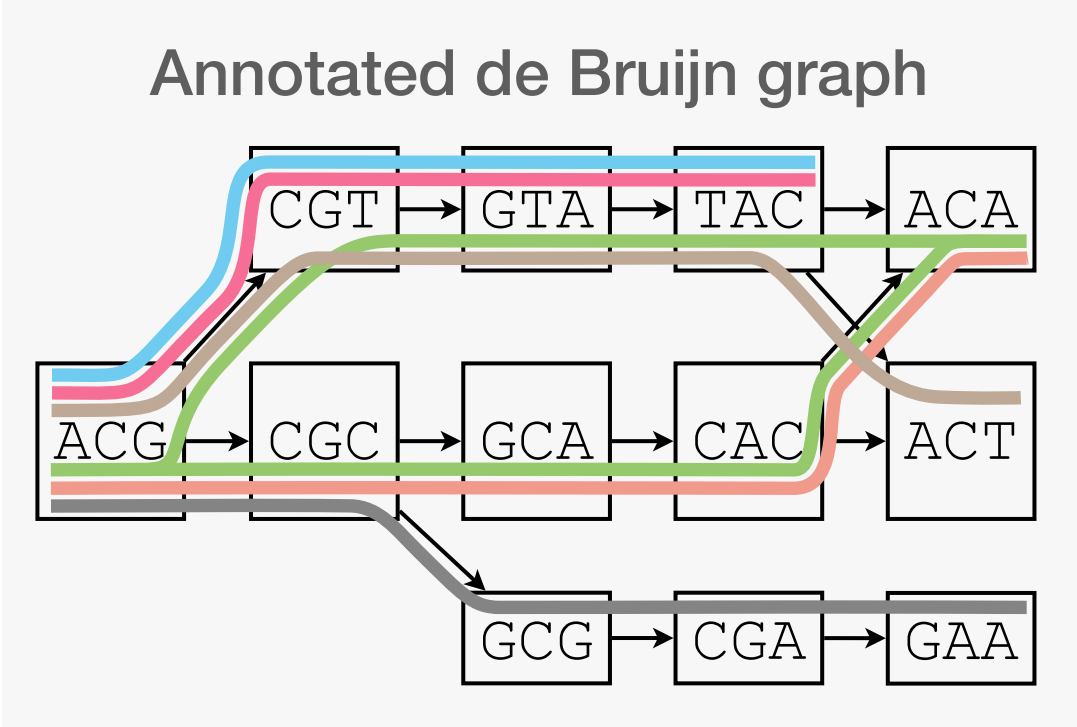 Annotated de Bruijn graph
CGT GTA TAC ACA
ACG CGC GCA CAC ACT
GCG CGA GAA